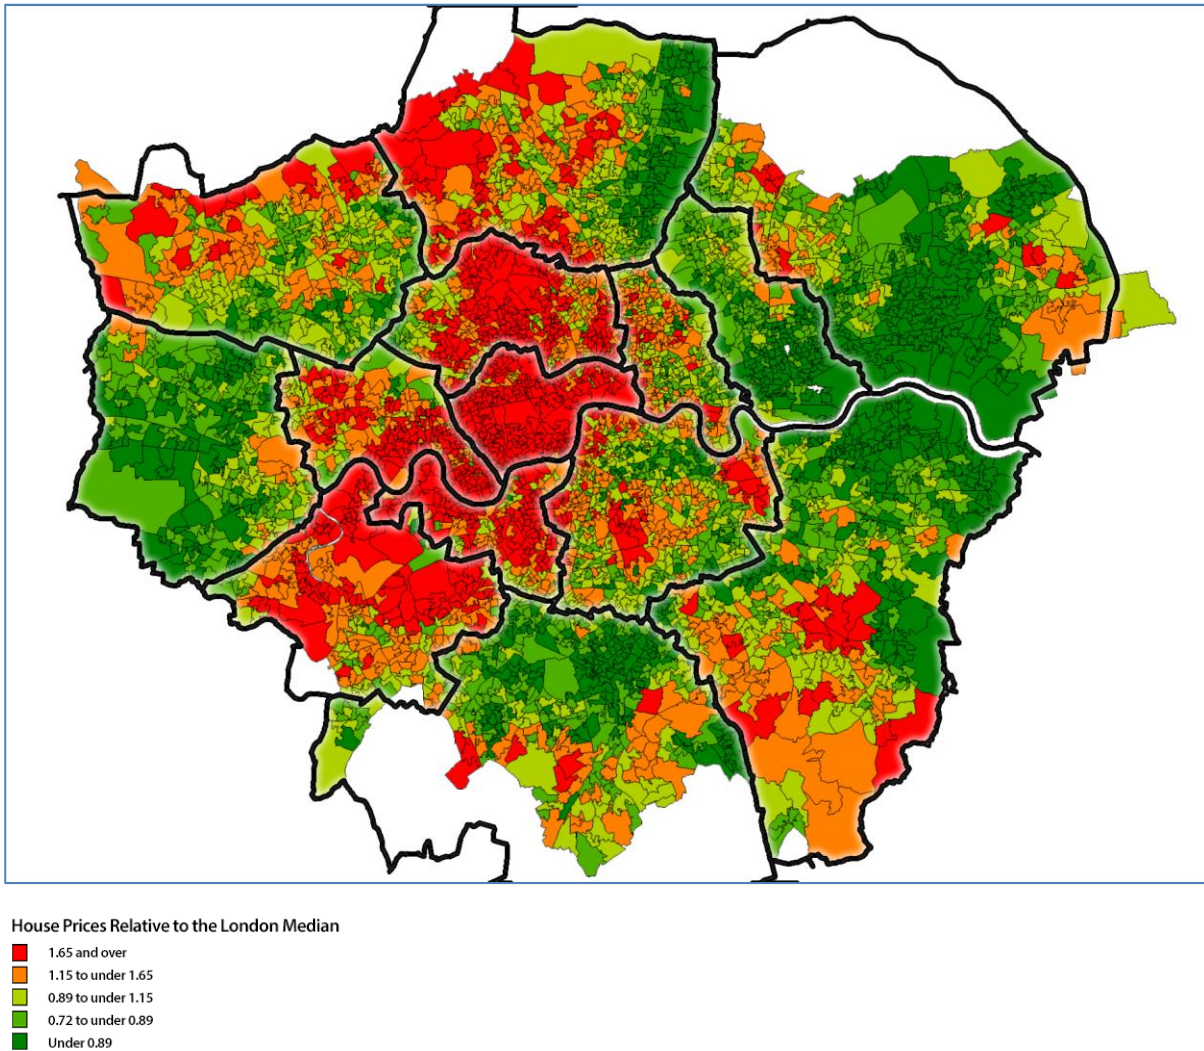 House Prices Relative to the London Median
1.65 and over
1.15 to under 1.65
0.89 to under 1.15
0.72 to under 0.89
Under 0.89